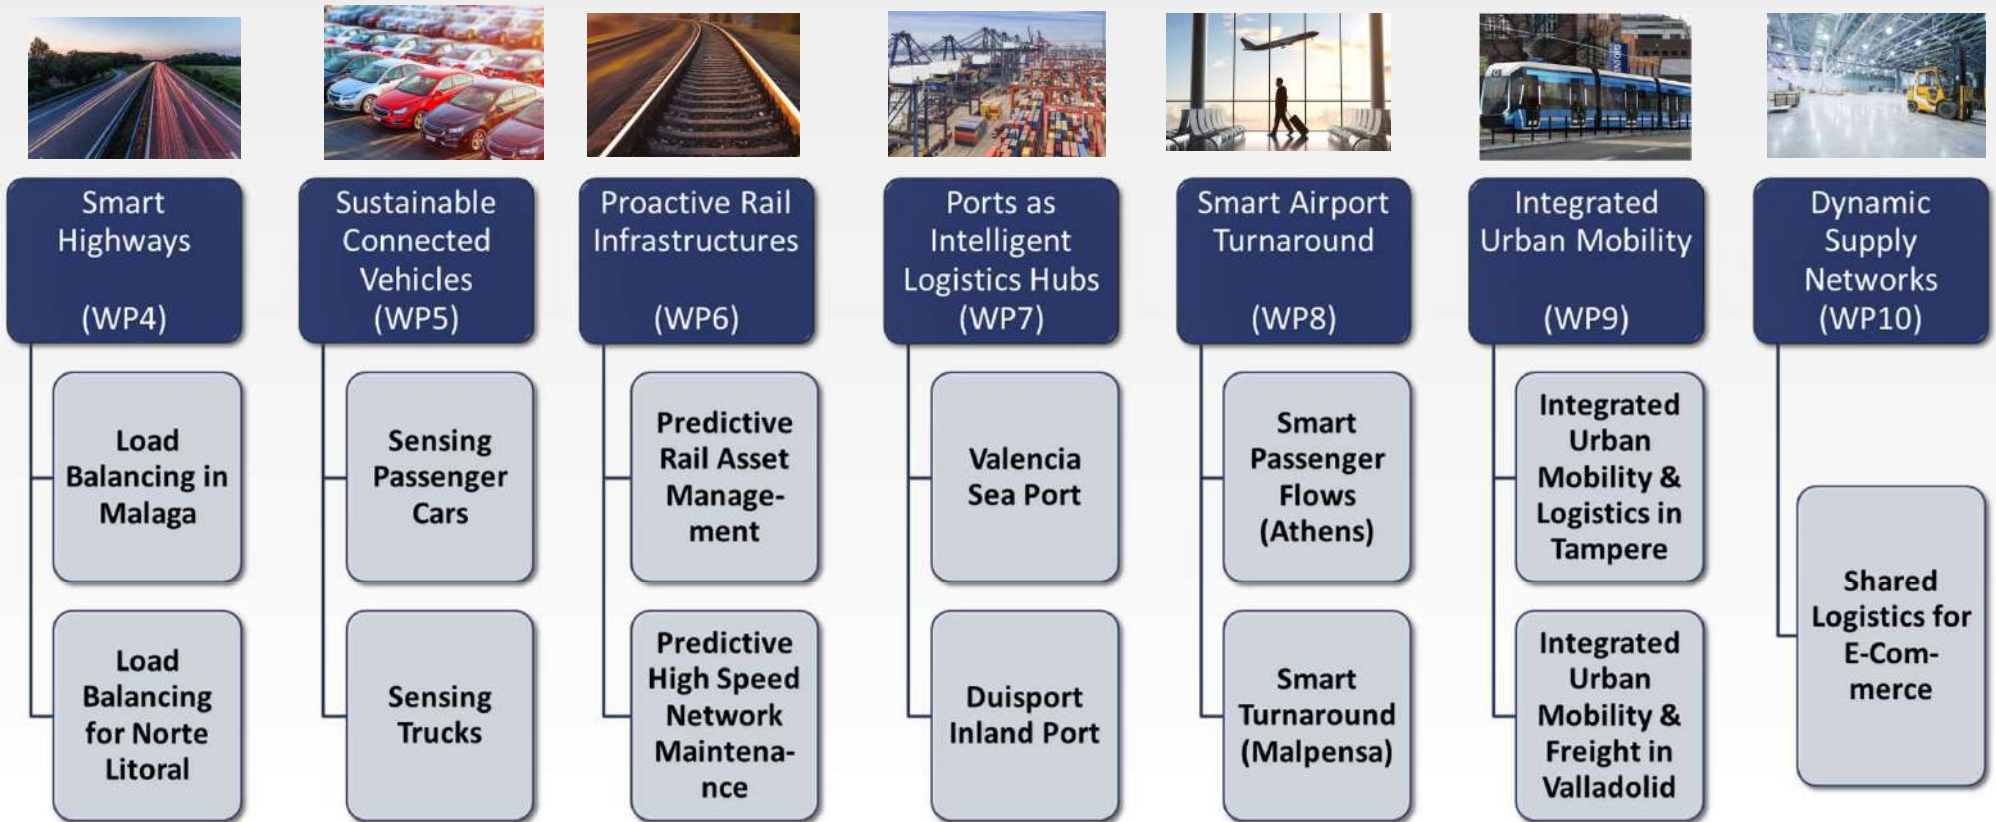 Smart
Highways
(WP4)
Load
Balancing in
Malaga
Load
Balancing
for Norte
Litoral
Sustainable
Connected
Vehicles
(WP5)
Sensing
Passenger
Cars
Sensing
Trucks
Proactive Rail
Infrastructures
(WP6)
Predictive
Rail Asset
Manage-
ment
Predictive
High Speed
Network
Maintena-
nce
Ports as
Intelligent
Logistics Hubs
(WP7)
Valencia
Sea Port
Duisport
Inland Port
Smart Airport
Turnaround
(WP8)
Smart
Passenger
Flows
(Athens)
Smart
Turnaround
(Malpensa)
Integrated
Urban Mobility
(WP9)
Integrated
Urban
Mobility &
Logistics in
Tampere
Integrated
Urban
Mobility &
Freight in
Valladolid
Dynamic
Supply
Networks
(WP10)
Shared
Logistics for
E-Com-
merce